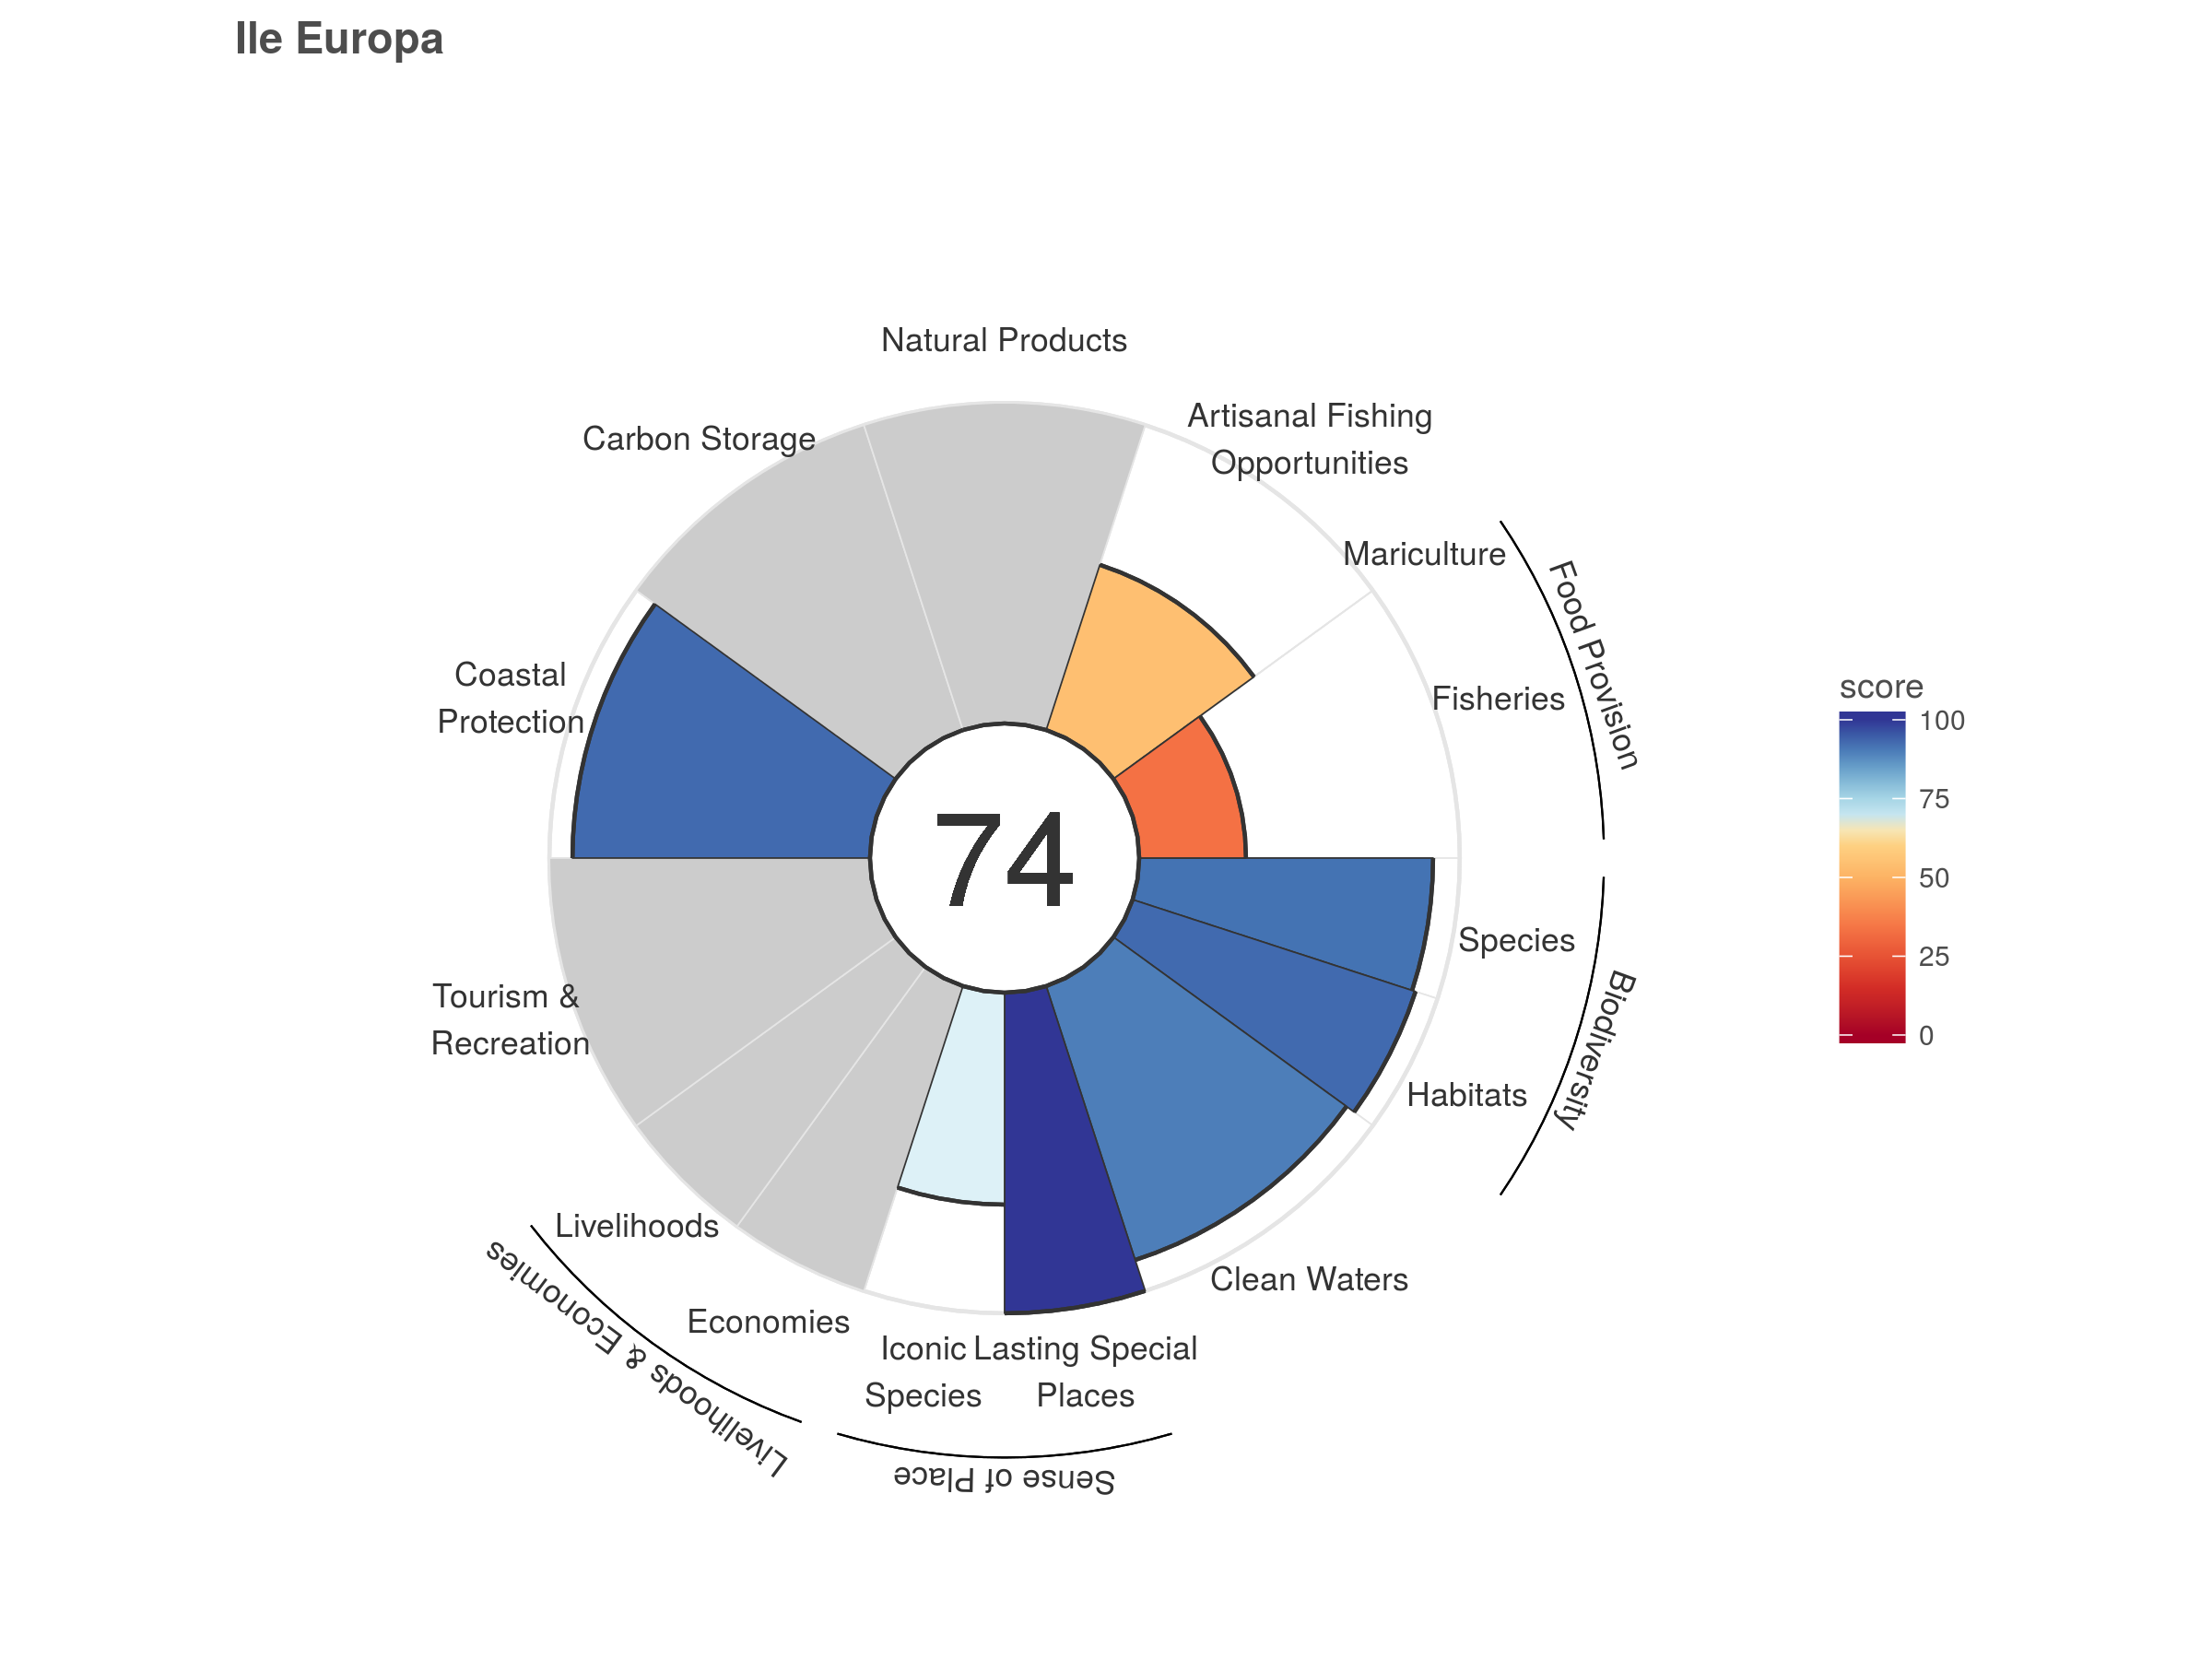 Ile Europa
Natural Products
Artisanal Fishing
Opportunities
Carbon Storage
Mariculture
Food Provision
Coastal
Protection
Fisheries
score
100
75
50
25
0
74
Species
Biodiversity
Tourism &
Recreation
Habitats
Livelihoods
Clean Waters
Economies
Livelihoods & Economies
Iconic
Species
Lasting Special
Places
Sense of Place